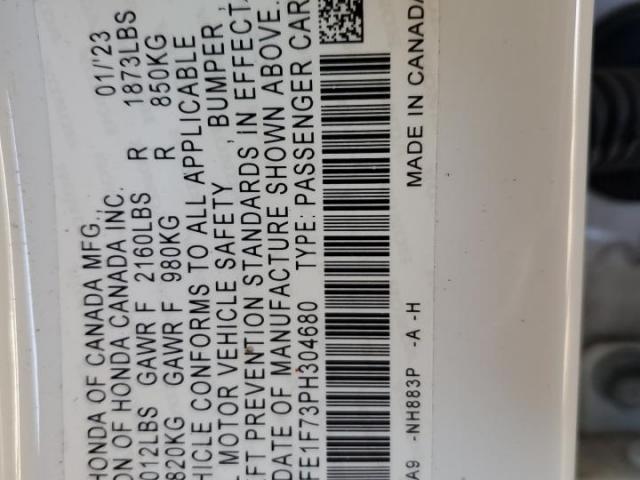 HONDA OF CANADA MFG., 01/'23
ON OF HONDA CANADA INC.
012LBS GAWR F 2160LBS R 1873LBS
820KG GAWR F 980KG R 850KG
HICLE CONFORMS TO ALL APPLICABLE
MOTOR VEHICLE SAFETY , BUMPER ,
FT PREVENTION STANDARDS IN EFFECT
DATE OF MANUFACTURE SHOWN ABOVE.
FE1F73PH304680 TYPE: PASSENGER CAR
A9 -NH883P -A -H MADE IN CANADA